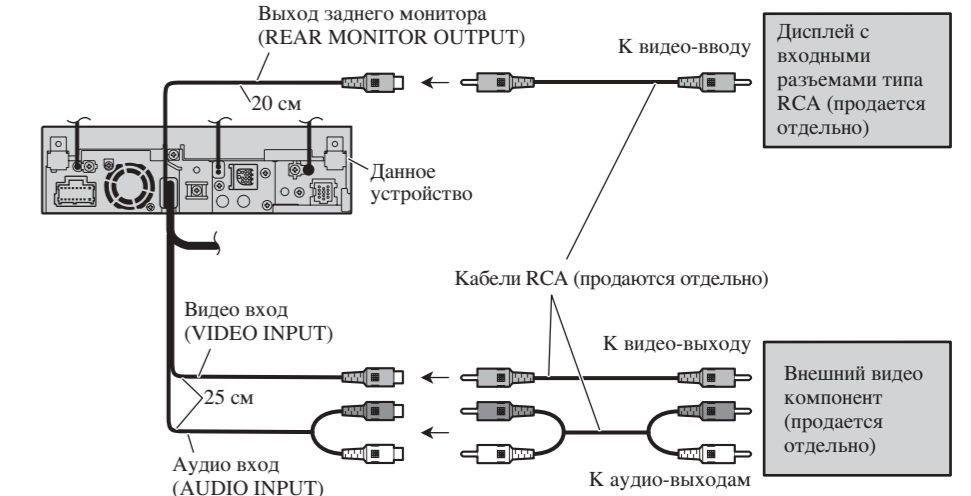 Выход заднего монитора
(REAR MONITOR OUTPUT)
К видео-вводу
Дисплей с
входными
разъемами типа
RCA (продается
отдельно)
20 см
Данное
устройство
Кабели RCA (продаются отдельно)
Видео вход
(VIDEO INPUT)
К видео-выходу
25 см
Внешний видео
компонент
(продается
отдельно)
Аудио вход
(AUDIO INPUT)
К аудио-выходам